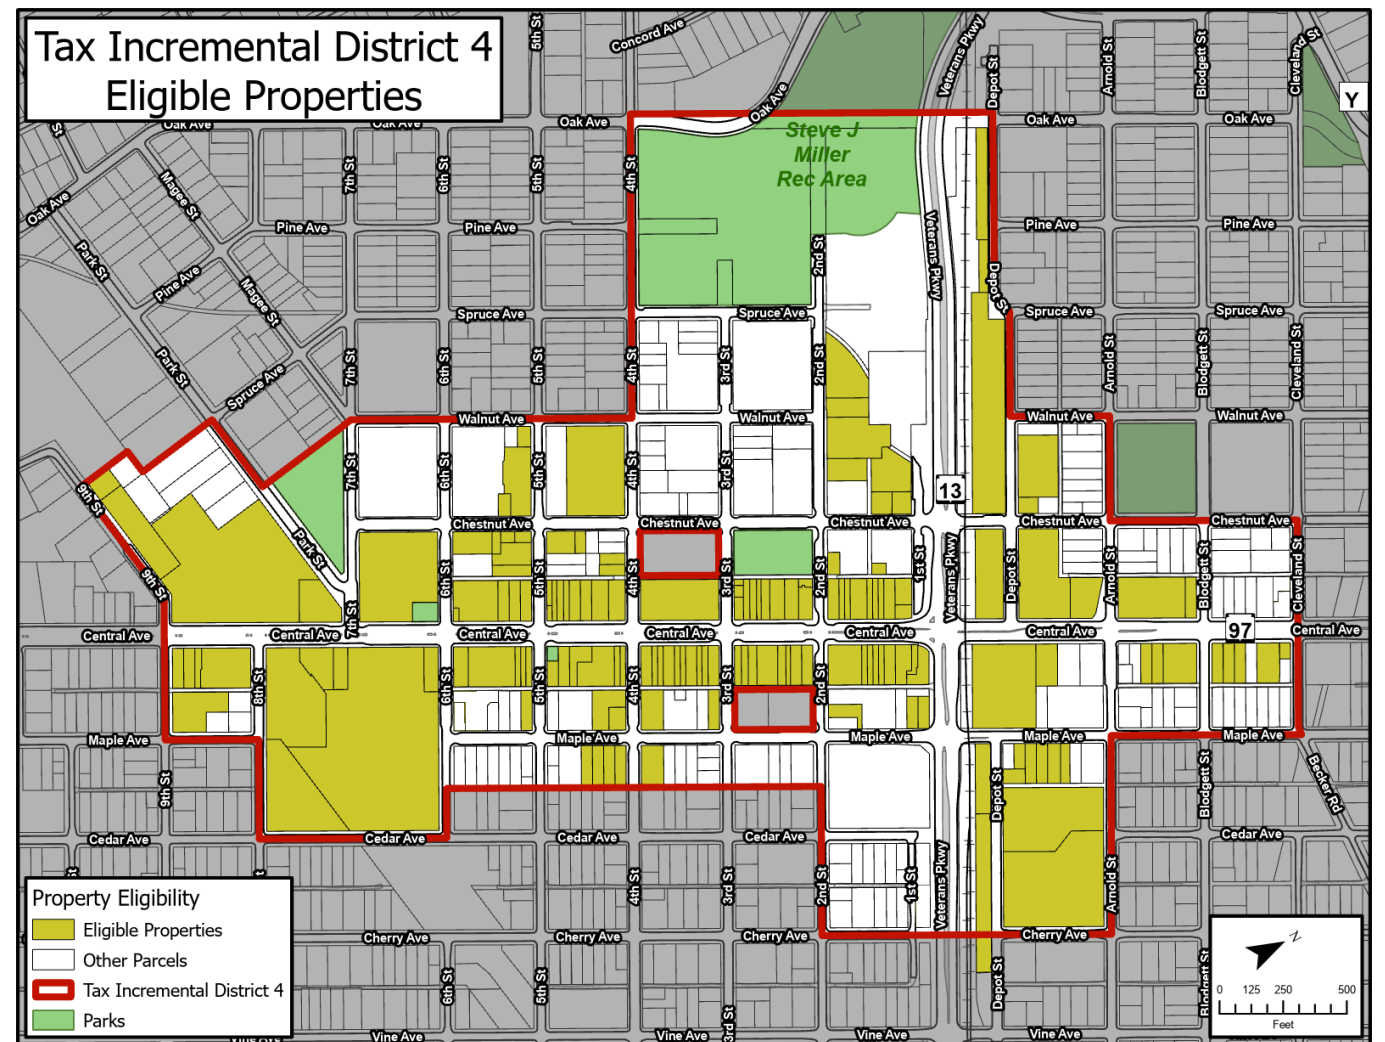 Tax Incremental District 4
Eligible Properties
5th St
Concord Ave
Veterans Pkwy
Depot St
Arnold St
Blodgett St
Cleveland St
Y
Oak Ave
Oak Ave
Oak Ave
Oak Ave
Oak Ave
Oak Ave
St
Steve J
Miller
Rec Area
7th St
6th St
5th St
4th St
Magee St
Oak Ave
Pine Ave
Pine Ave
Pine Ave
Pine Ave
Park St
Pine Ave
Magee St
2nd St
Veterans Pkwy
Depot St
Spruce Ave
Spruce Ave
Spruce Ave
Spruce Ave
Park St
Spruce Ave
7th St
6th St
5th St
4th St
3rd St
2nd St
Arnold St
Blodgett St
Cleveland St
Walnut Ave
Walnut Ave
Walnut Ave
Walnut Ave
7th St
6th St
5th St
4th St
3rd St
9th St
13
Chestnut Ave
Chestnut Ave
Chestnut Ave
Chestnut Ave
Chestnut Ave
Park St
9th St
7th St
6th St
5th St
4th St
3rd St
2nd St
1st St
Veterans Pkwy
Depot St
Arnold St
Blodgett St
Cleveland St
Central Ave
Central Ave
Central Ave
Central Ave
Central Ave
Central Ave
97
Central Ave
8th St
6th St
5th St
4th St
3rd St
2nd St
Maple Ave
Maple Ave
Maple Ave
Maple Ave
Maple Ave
9th St
Depot St
Blodgett St
Becker Rd
Cedar Ave
Cedar Ave
Cedar Ave
Cedar Ave
Cedar Ave
4th St
3rd St
2nd St
1st St
Veterans Pkwy
Arnold St
Cherry Ave
Cherry Ave
Cherry Ave
Cherry Ave
6th St
5th St
3rd St
Depot St
Blodgett St
Vine Ave
Vine Ave
Vine Ave
Vine Ave
Vine Ave
Property Eligibility
Eligible Properties
Other Parcels
Tax Incremental District 4
Parks
N
0 125 250 500
Feet